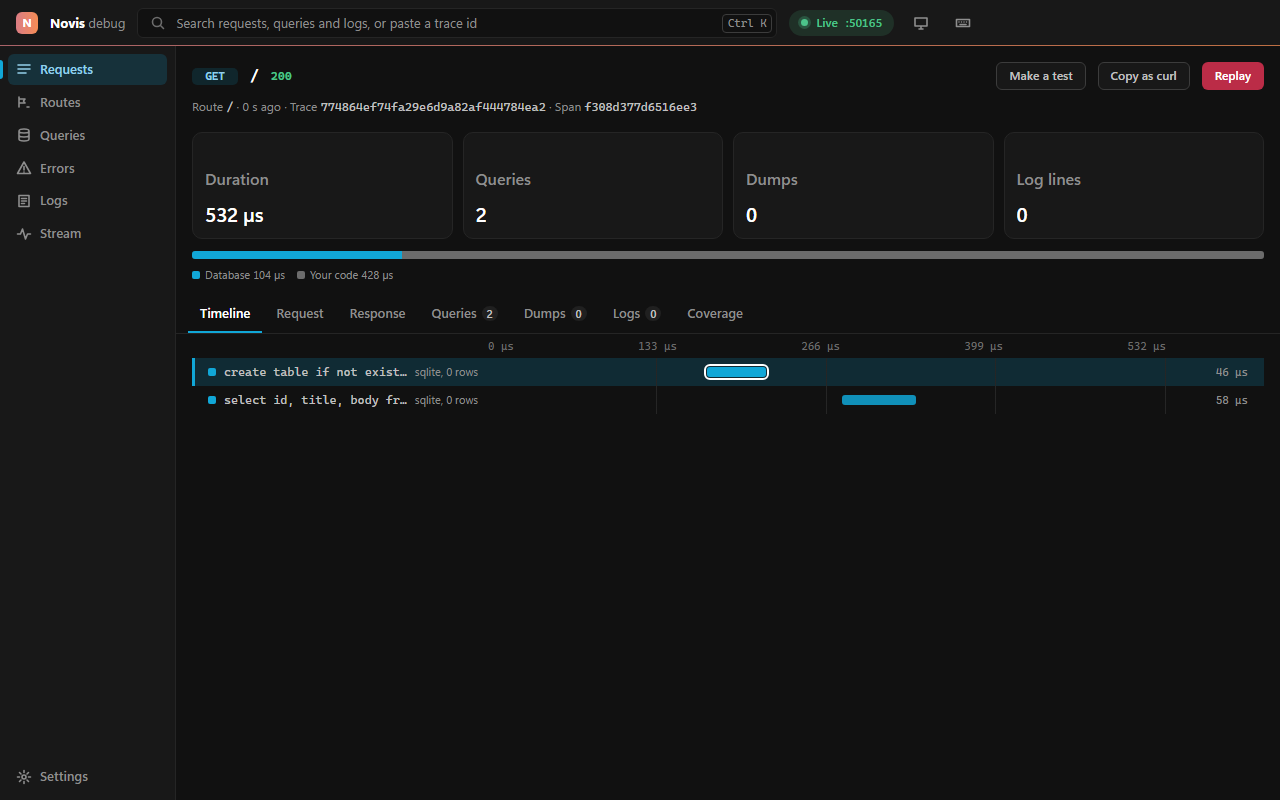 N Novis debug Search requests, queries and logs, or paste a trace id Ctrl K Live :50165
Requests
Routes
Queries
Errors
Logs
Stream
Settings
GET / 200 Make a test Copy as curl Replay
Route / · 0 s ago · Trace 774864ef74fa29e6d9a82af444784ea2 · Span f308d377d6516ee3
Duration
532 µs
Queries
2
Dumps
0
Log lines
0
Database 104 µs Your code 428 µs
Timeline Request Response Queries 2 Dumps 0 Logs 0 Coverage
0 µs 133 µs 266 µs 399 µs 532 µs
create table if not exist… sqlite, 0 rows 46 µs
select id, title, body fr… sqlite, 0 rows 58 µs